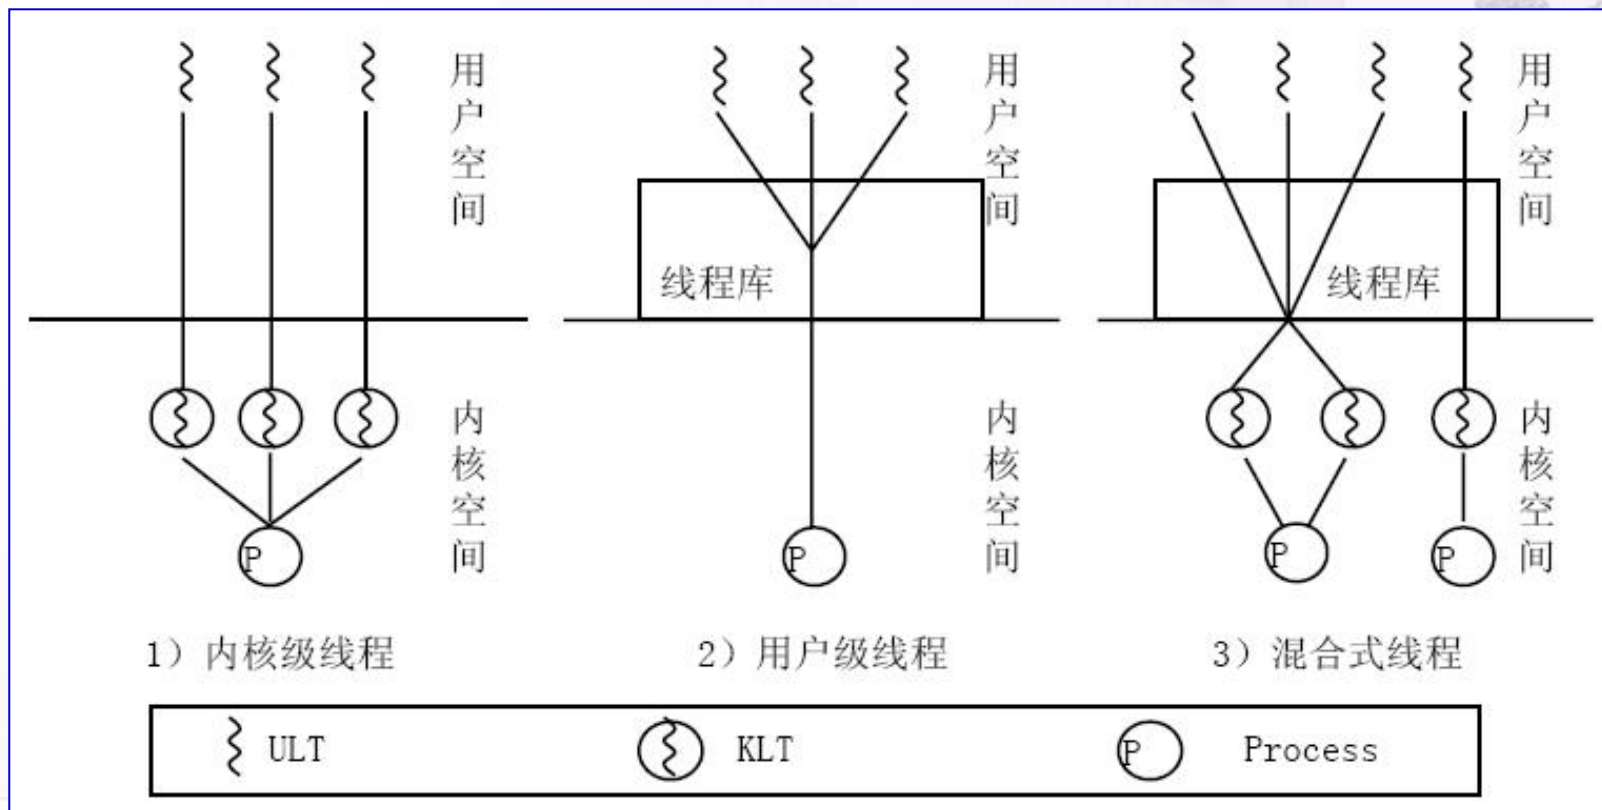 用户空间
用户空间
用户空间
线程库
线程库
内核空间
内核空间
内核空间
P
P
P
P
1）内核级线程
2）用户级线程
3）混合式线程
ULT
KLT
P
Process